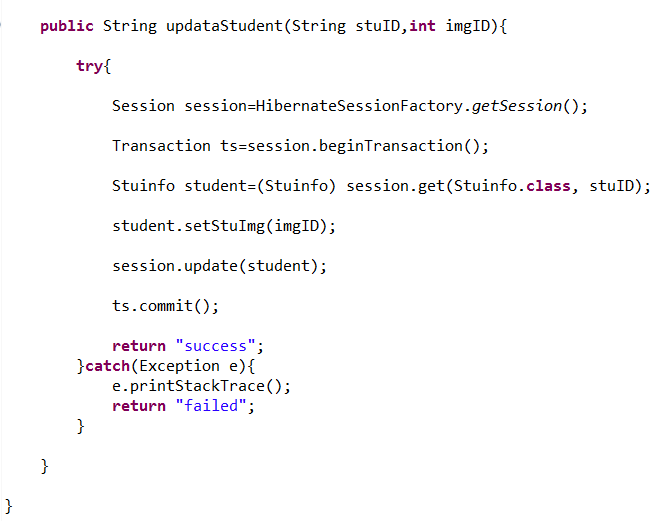 public String updataStudent(String stuID,int imgID){
try{
Session session=HibernateSessionFactory.getSession();
Transaction ts=session.beginTransaction();
Stuinfo student=(Stuinfo) session.get(Stuinfo.class, stuID);
student.setStuImg(imgID);
session.update(student);
ts.commit();
return "success";
}catch(Exception e){
e.printStackTrace();
return "failed";
}
}
}